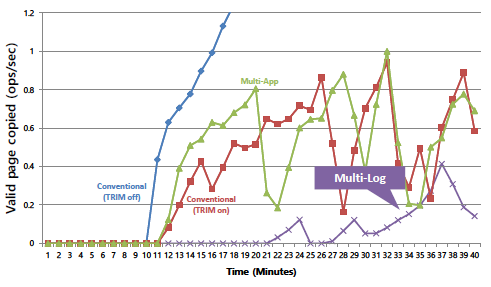 Valid page copied (ops/sec)
1.2
1
0.8
0.6
0.4
0.2
0
Multi-App
Conventional
(TRIM off)
Conventional
(TRIM on)
Multi-Log
1 2 3 4 5 6 7 8 9 10 11 12 13 14 15 16 17 18 19 20 21 22 23 24 25 26 27 28 29 30 31 32 33 34 35 36 37 38 39 40
Time (Minutes)